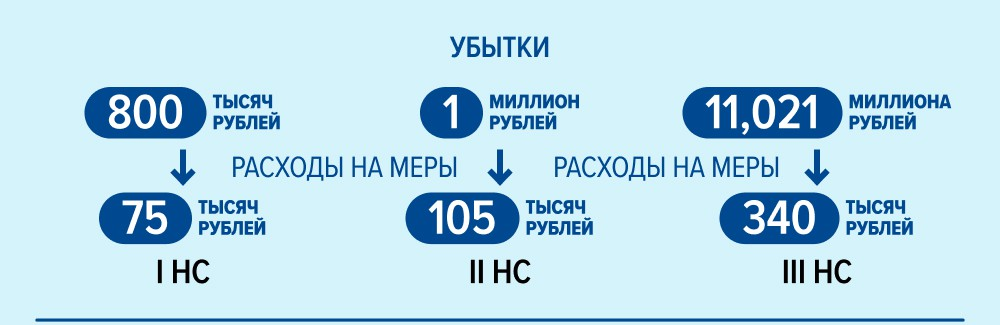 УБЫТКИ
800 ТЫСЯЧ РУБЛЕЙ
1 МИЛЛИОН РУБЛЕЙ
11,021 МИЛЛИОНА РУБЛЕЙ
РАСХОДЫ НА МЕРЫ
РАСХОДЫ НА МЕРЫ
75 ТЫСЯЧ РУБЛЕЙ
105 ТЫСЯЧ РУБЛЕЙ
340 ТЫСЯЧ РУБЛЕЙ
I НС
II НС
III НС